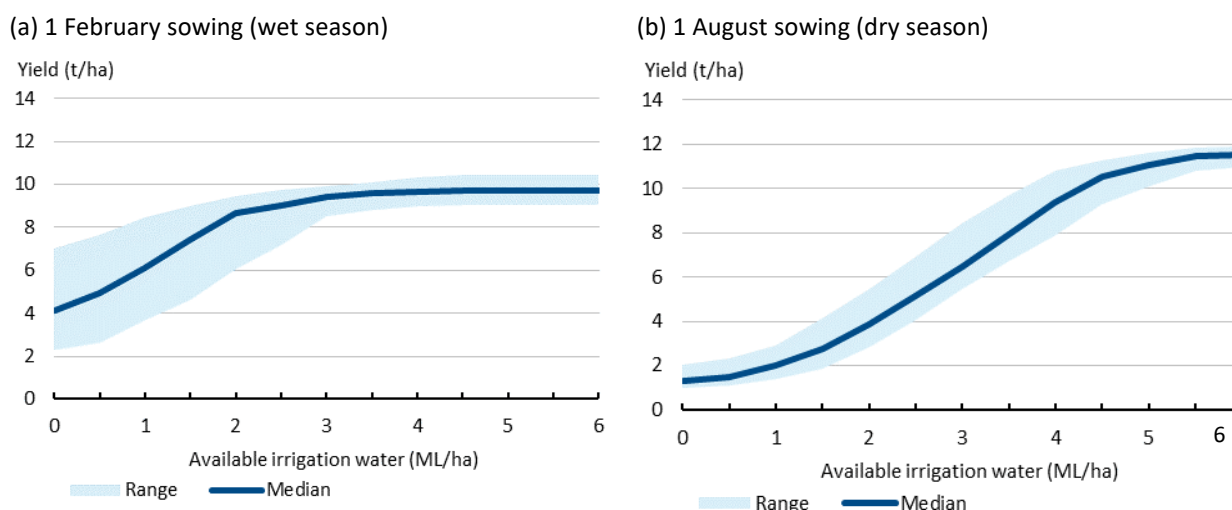 (a) 1 February sowing (wet season)
Yield (t/ha)
14
12
10
8
6
4
2
0
0 1 2 3 4 5 6
Available irrigation water (ML/ha)
Range Median
(b) 1 August sowing (dry season)
Yield (t/ha)
14
12
10
8
6
4
2
0
0 1 2 3 4 5 6
Available irrigation water (ML/ha)
Range Median